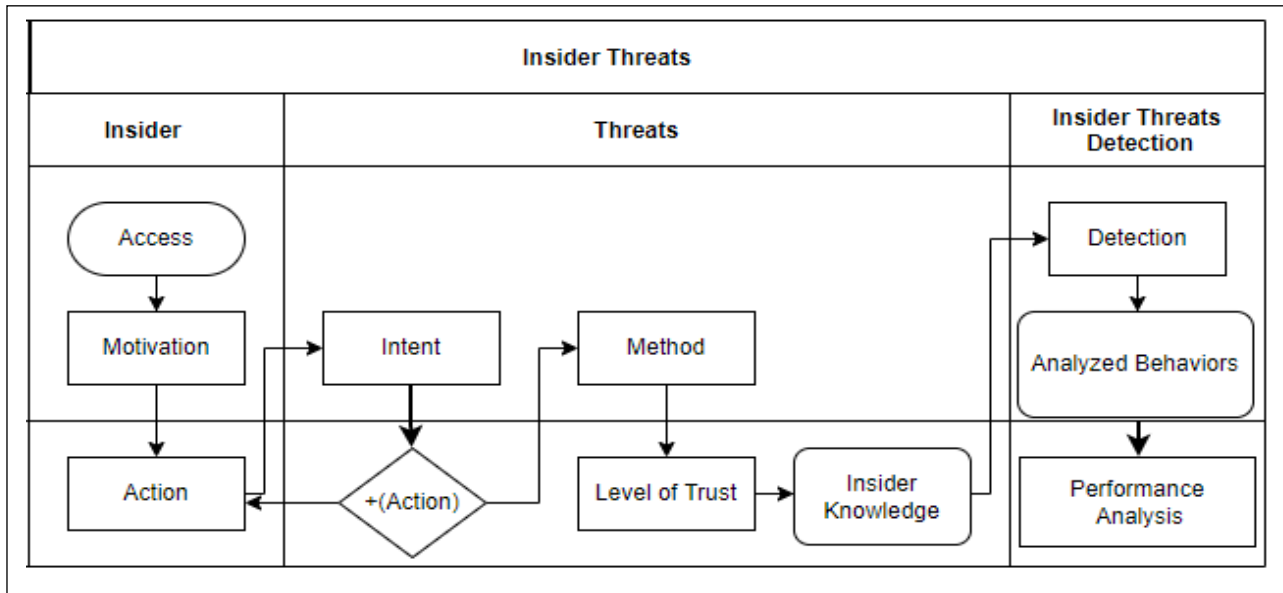 Insider Threats
Insider
Threats
Insider Threats
Detection
Access
Detection
Motivation
Intent
Method
Analyzed Behaviors
Action
+(Action)
Level of Trust
Insider
Knowledge
Performance
Analysis